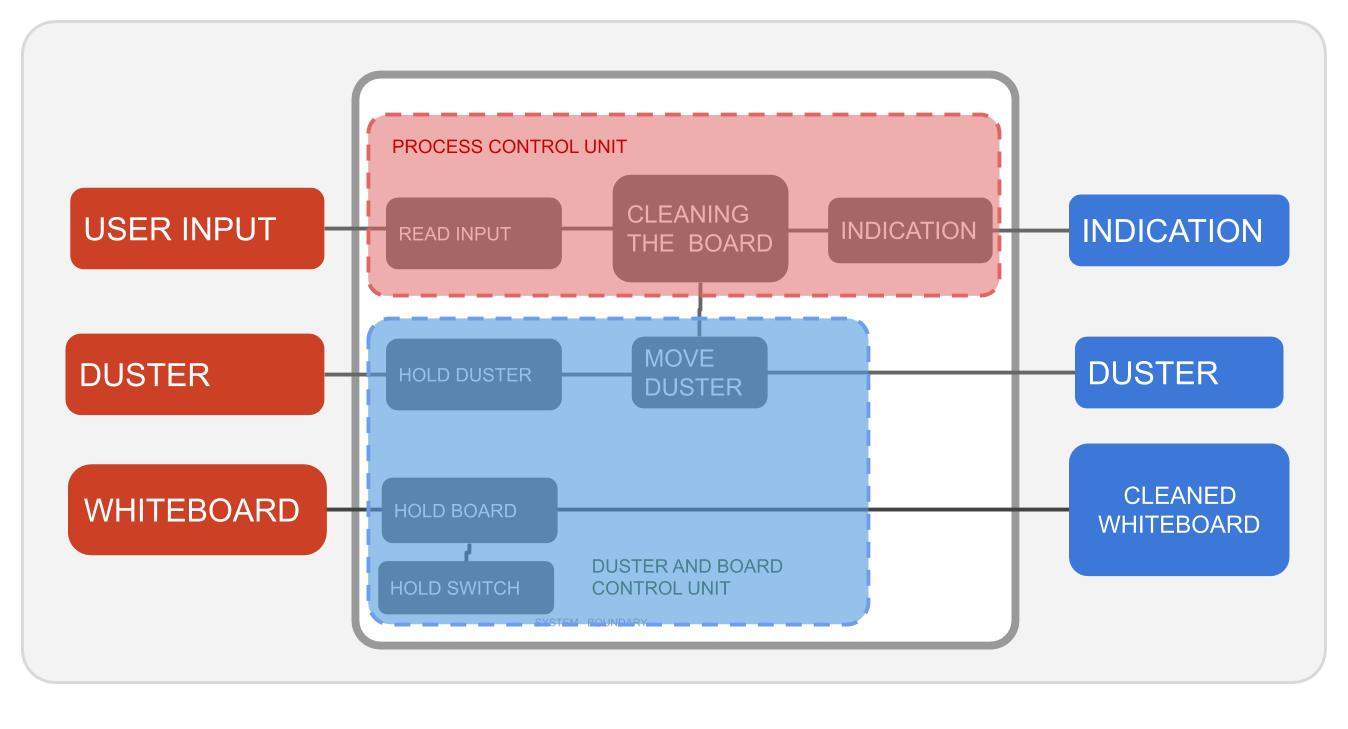 PROCESS CONTROL UNIT
USER INPUT
READ INPUT
CLEANING
THE BOARD
INDICATION
INDICATION
DUSTER
HOLD DUSTER
MOVE
DUSTER
DUSTER
WHITEBOARD
HOLD BOARD
CLEANED
WHITEBOARD
HOLD SWITCH
DUSTER AND BOARD
CONTROL UNIT
SYSTEM BOUNDARY